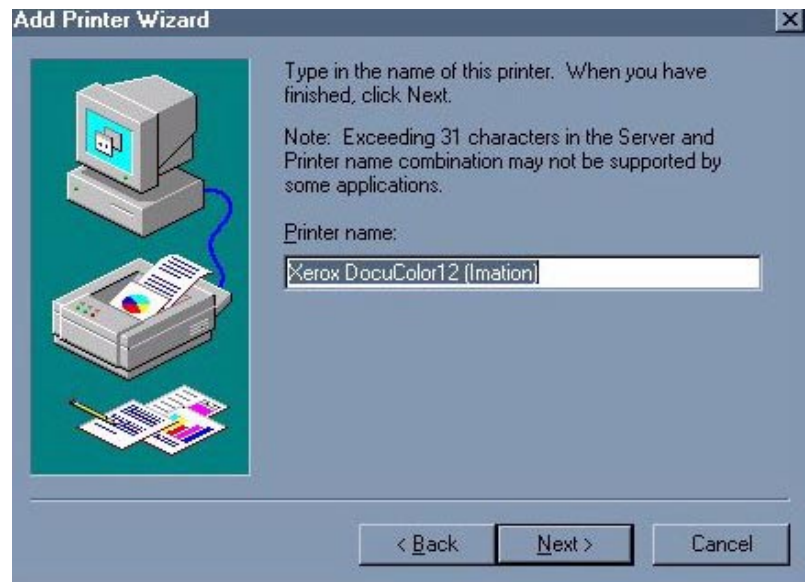 Add Printer Wizard
Type in the name of this printer. When you have
finished, click Next.
Note: Exceeding 31 characters in the Server and
Printer name combination may not be supported by
some applications.
Printer name:
Xerox DocuColor12 (Imation)
< Back
Next >
Cancel